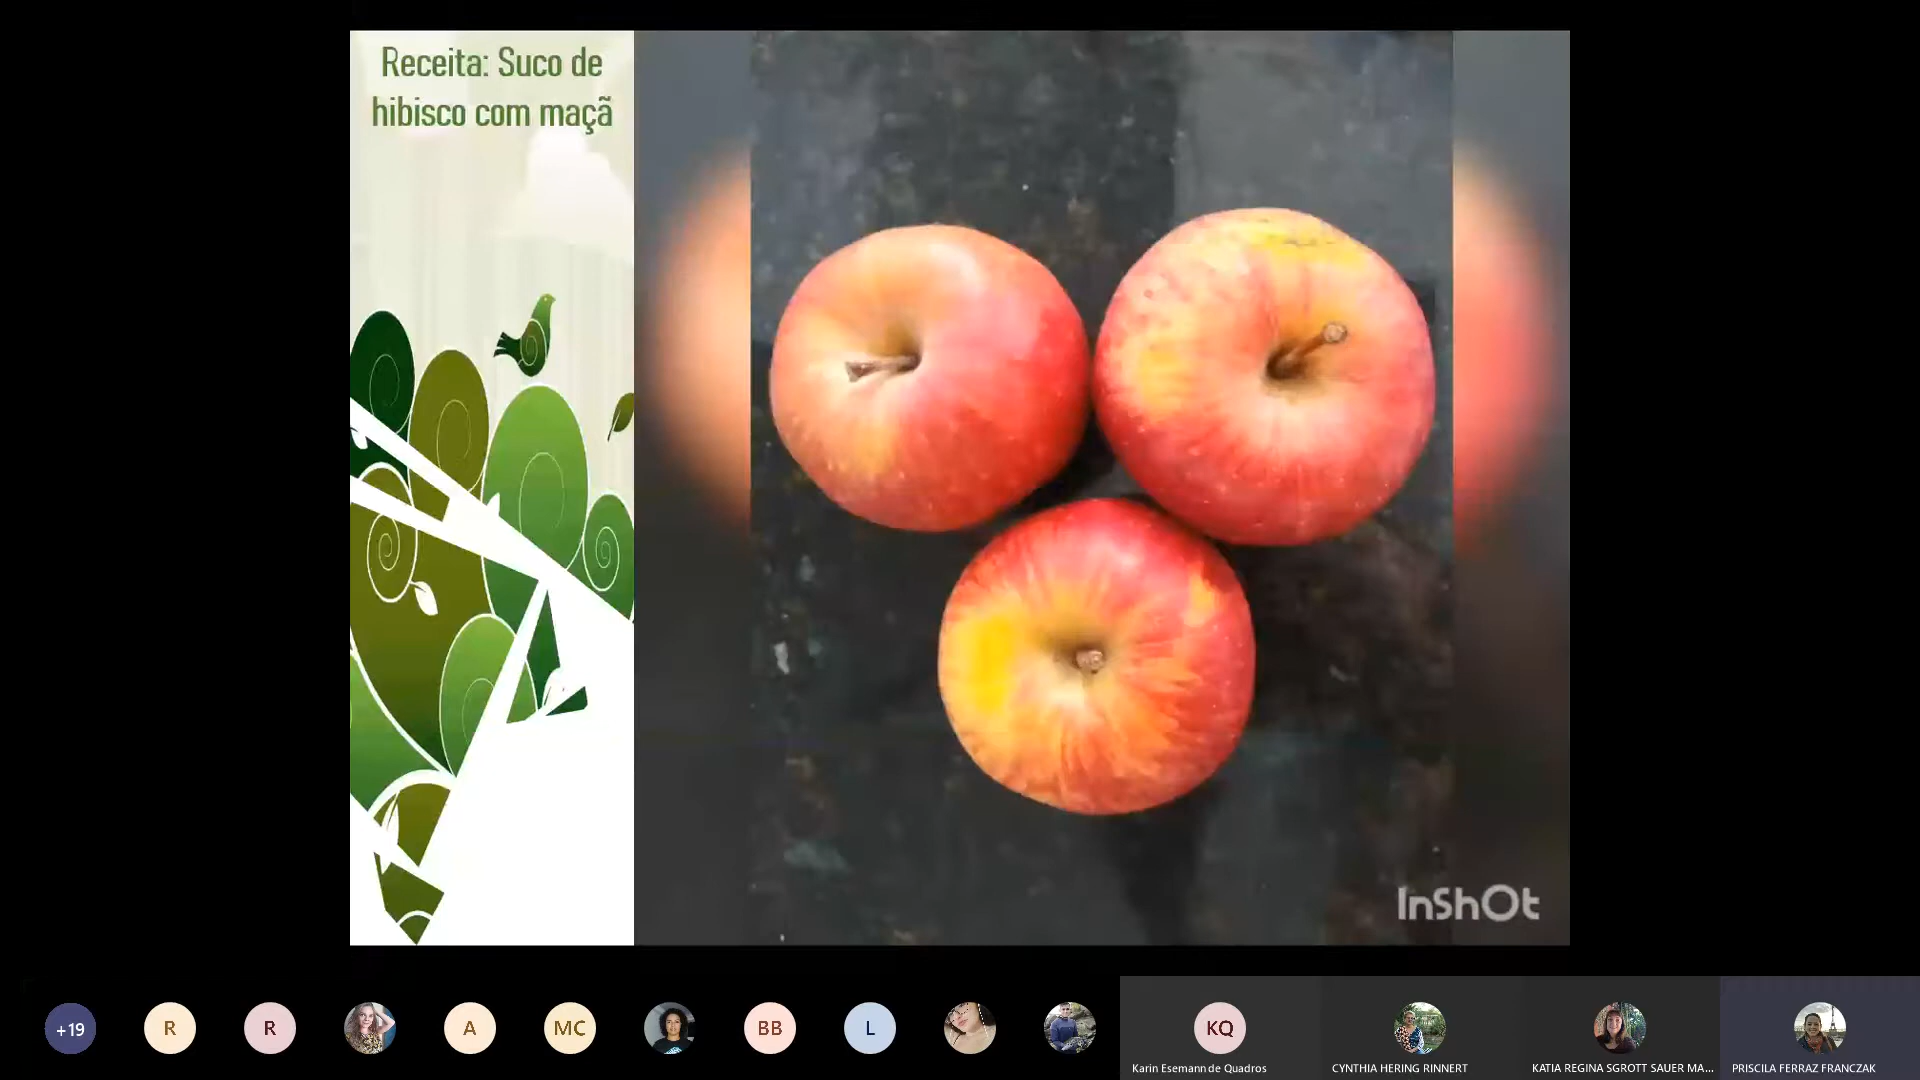 Receita: Suco de
hibisco com maçã
InShOt
+19
R
R
A
MC
BB
L
KQ
Karin Esemann de Quadros
CYNTHIA HERING RINNERT
KATIA REGINA SGROTT SAUER MA...
PRISCILA FERRAZ FRANCZAK